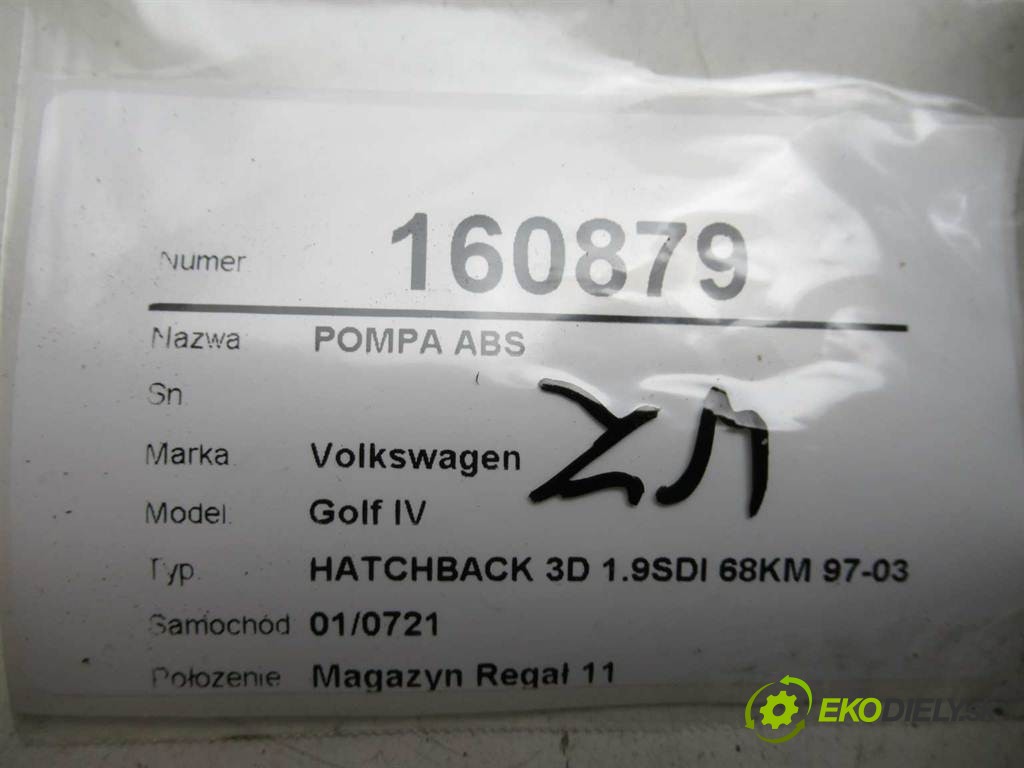 Numer 160879
Nazwa POMPA ABS
Sn
Marka Volkswagen
Model Golf IV
Typ HATCHBACK 3D 1.9SDI 68KM 97-03
Samochód 01/0721
Położenie Magazyn Regał 11
EKODIELY.SK